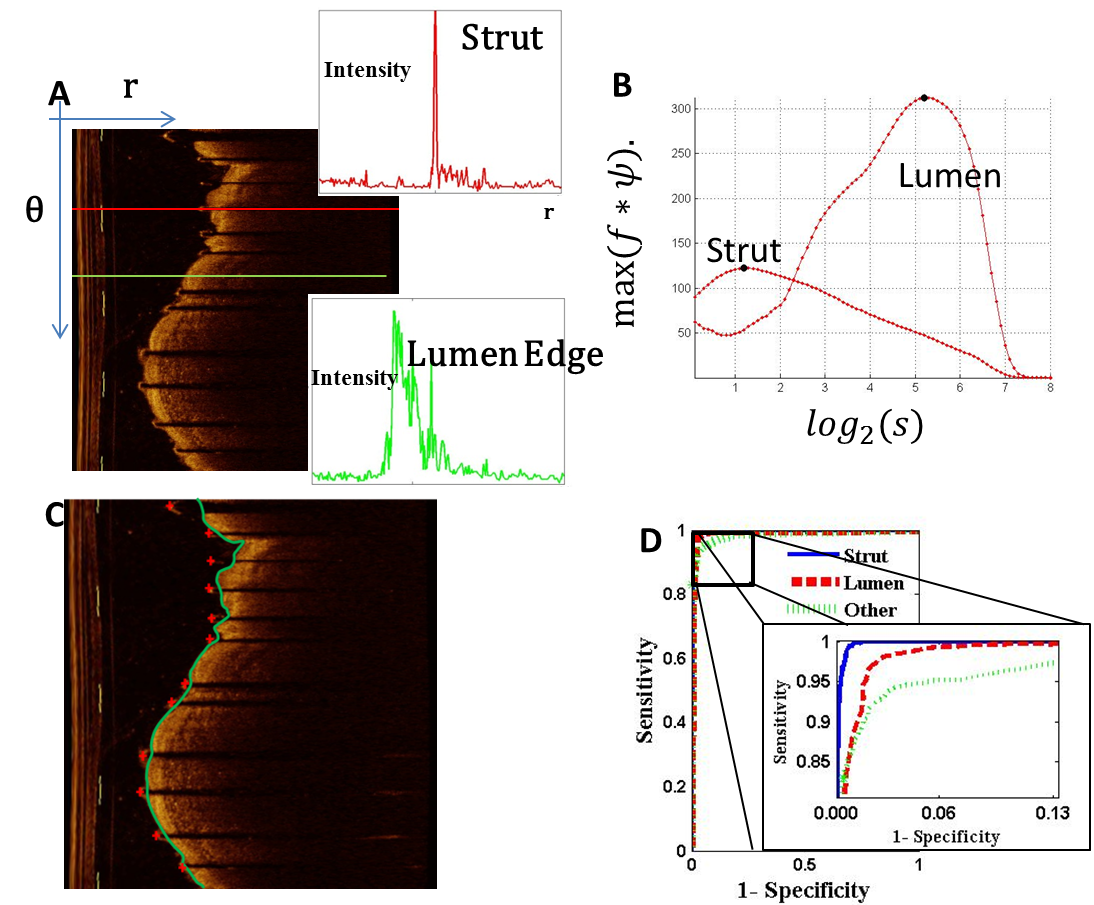 A
r
θ
Strut
Intensity
r
Lumen Edge
Intensity
B
max(f * ψ).
300
250
200
150
100
50
Lumen
Strut
1 2 3 4 5 6 7 8
log₂(s)
C
D
Sensitivity
1
0.8
0.6
0.4
0.2
0
Strut
Lumen
Other
0 0.5 1
1- Specificity
Sensitivity
1
0.95
0.9
0.85
0.000 0.06 0.13
1- Specificity